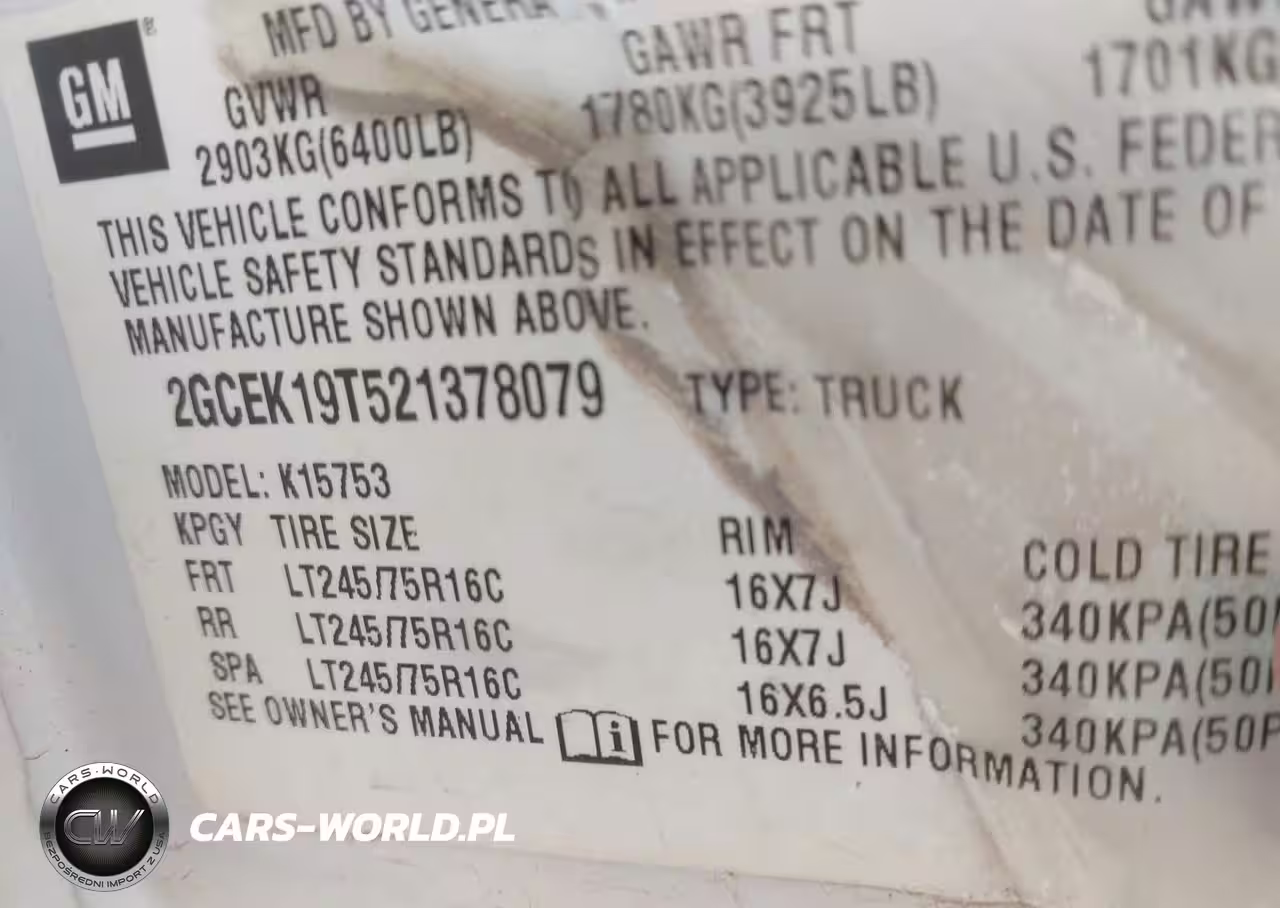 GM
®
MFD BY GENERA
GVWR GAWR FRT
2903KG(6400LB) 1780KG(3925LB) 1701KG
THIS VEHICLE CONFORMS TO ALL APPLICABLE U.S. FEDER
VEHICLE SAFETY STANDARDS IN EFFECT ON THE DATE OF
MANUFACTURE SHOWN ABOVE.
2GCEK19T521378079 TYPE: TRUCK
MODEL: K15753
KPGY TIRE SIZE RIM COLD TIRE
FRT LT245/75R16C 16X7J 340KPA(50
RR LT245/75R16C 16X7J 340KPA(50
SPA LT245/75R16C 16X6.5J 340KPA(50P
SEE OWNER'S MANUAL i FOR MORE INFORMATION.
CARS-WORLD
CW
BEZPOŚREDNI IMPORT Z USA
CARS-WORLD.PL